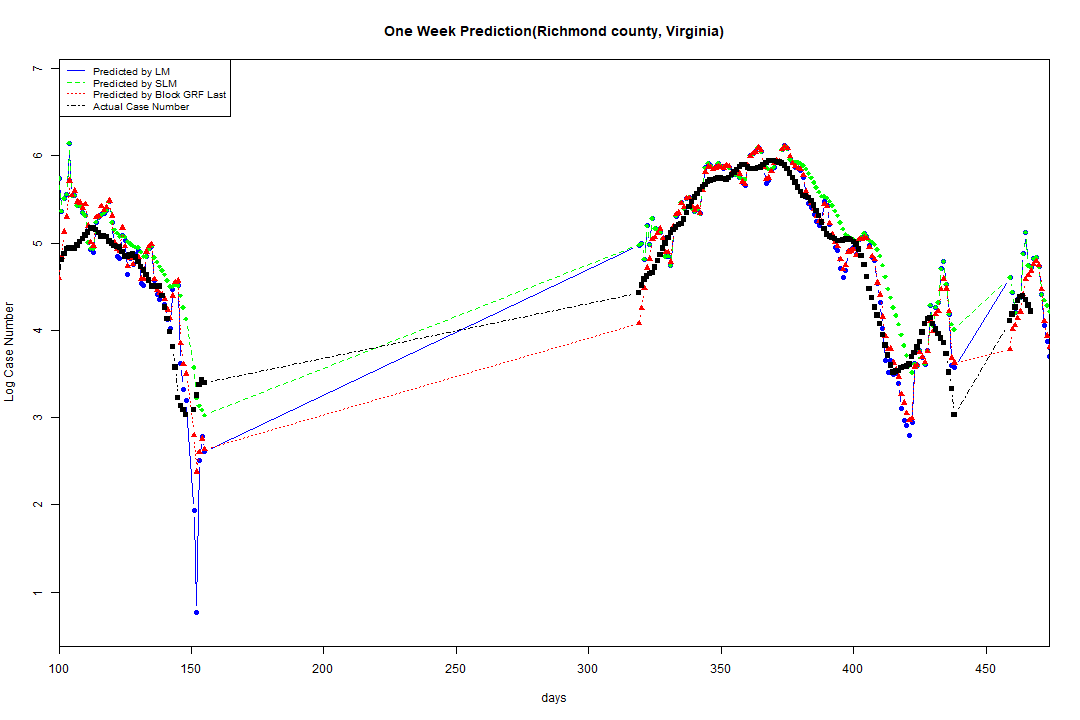 One Week Prediction(Richmond county, Virginia)
Predicted by LM
Predicted by SLM
Predicted by Block GRF Last
Actual Case Number
7
6
5
4
3
2
1
Log Case Number
100 150 200 250 300 350 400 450
days